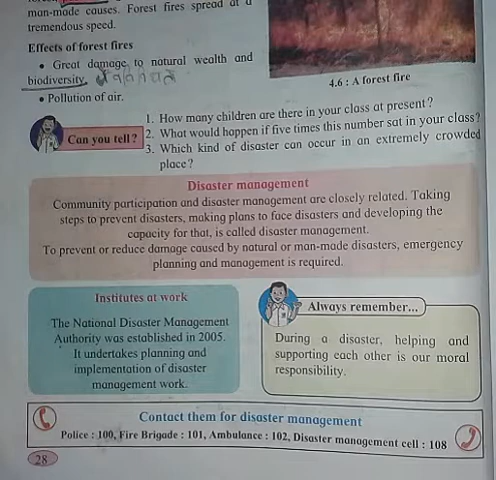 man-made causes. Forest fires spread at a
tremendous speed.
Effects of forest fires
• Great damage to natural wealth and
biodiversity.
• Pollution of air.
4.6 : A forest fire
Can you tell?
1. How many children are there in your class at present?
2. What would happen if five times this number sat in your class?
3. Which kind of disaster can occur in an extremely crowded
place?
Disaster management
Community participation and disaster management are closely related. Taking
steps to prevent disasters, making plans to face disasters and developing the
capacity for that, is called disaster management.
To prevent or reduce damage caused by natural or man-made disasters, emergency
planning and management is required.
Institutes at work
The National Disaster Management
Authority was established in 2005.
It undertakes planning and
implementation of disaster
management work.
Always remember...
During a disaster, helping and
supporting each other is our moral
responsibility.
Contact them for disaster management
Police : 100, Fire Brigade : 101, Ambulance : 102, Disaster management cell : 108
28